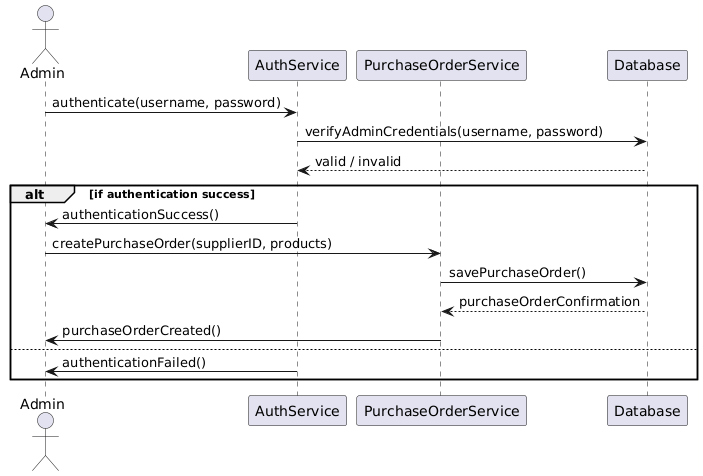 Admin
AuthService
PurchaseOrderService
Database
authenticate(username, password)
verifyAdminCredentials(username, password)
valid / invalid
alt
[if authentication success]
authenticationSuccess()
createPurchaseOrder(supplierID, products)
savePurchaseOrder()
purchaseOrderConfirmation
purchaseOrderCreated()
authenticationFailed()
Admin
AuthService
PurchaseOrderService
Database